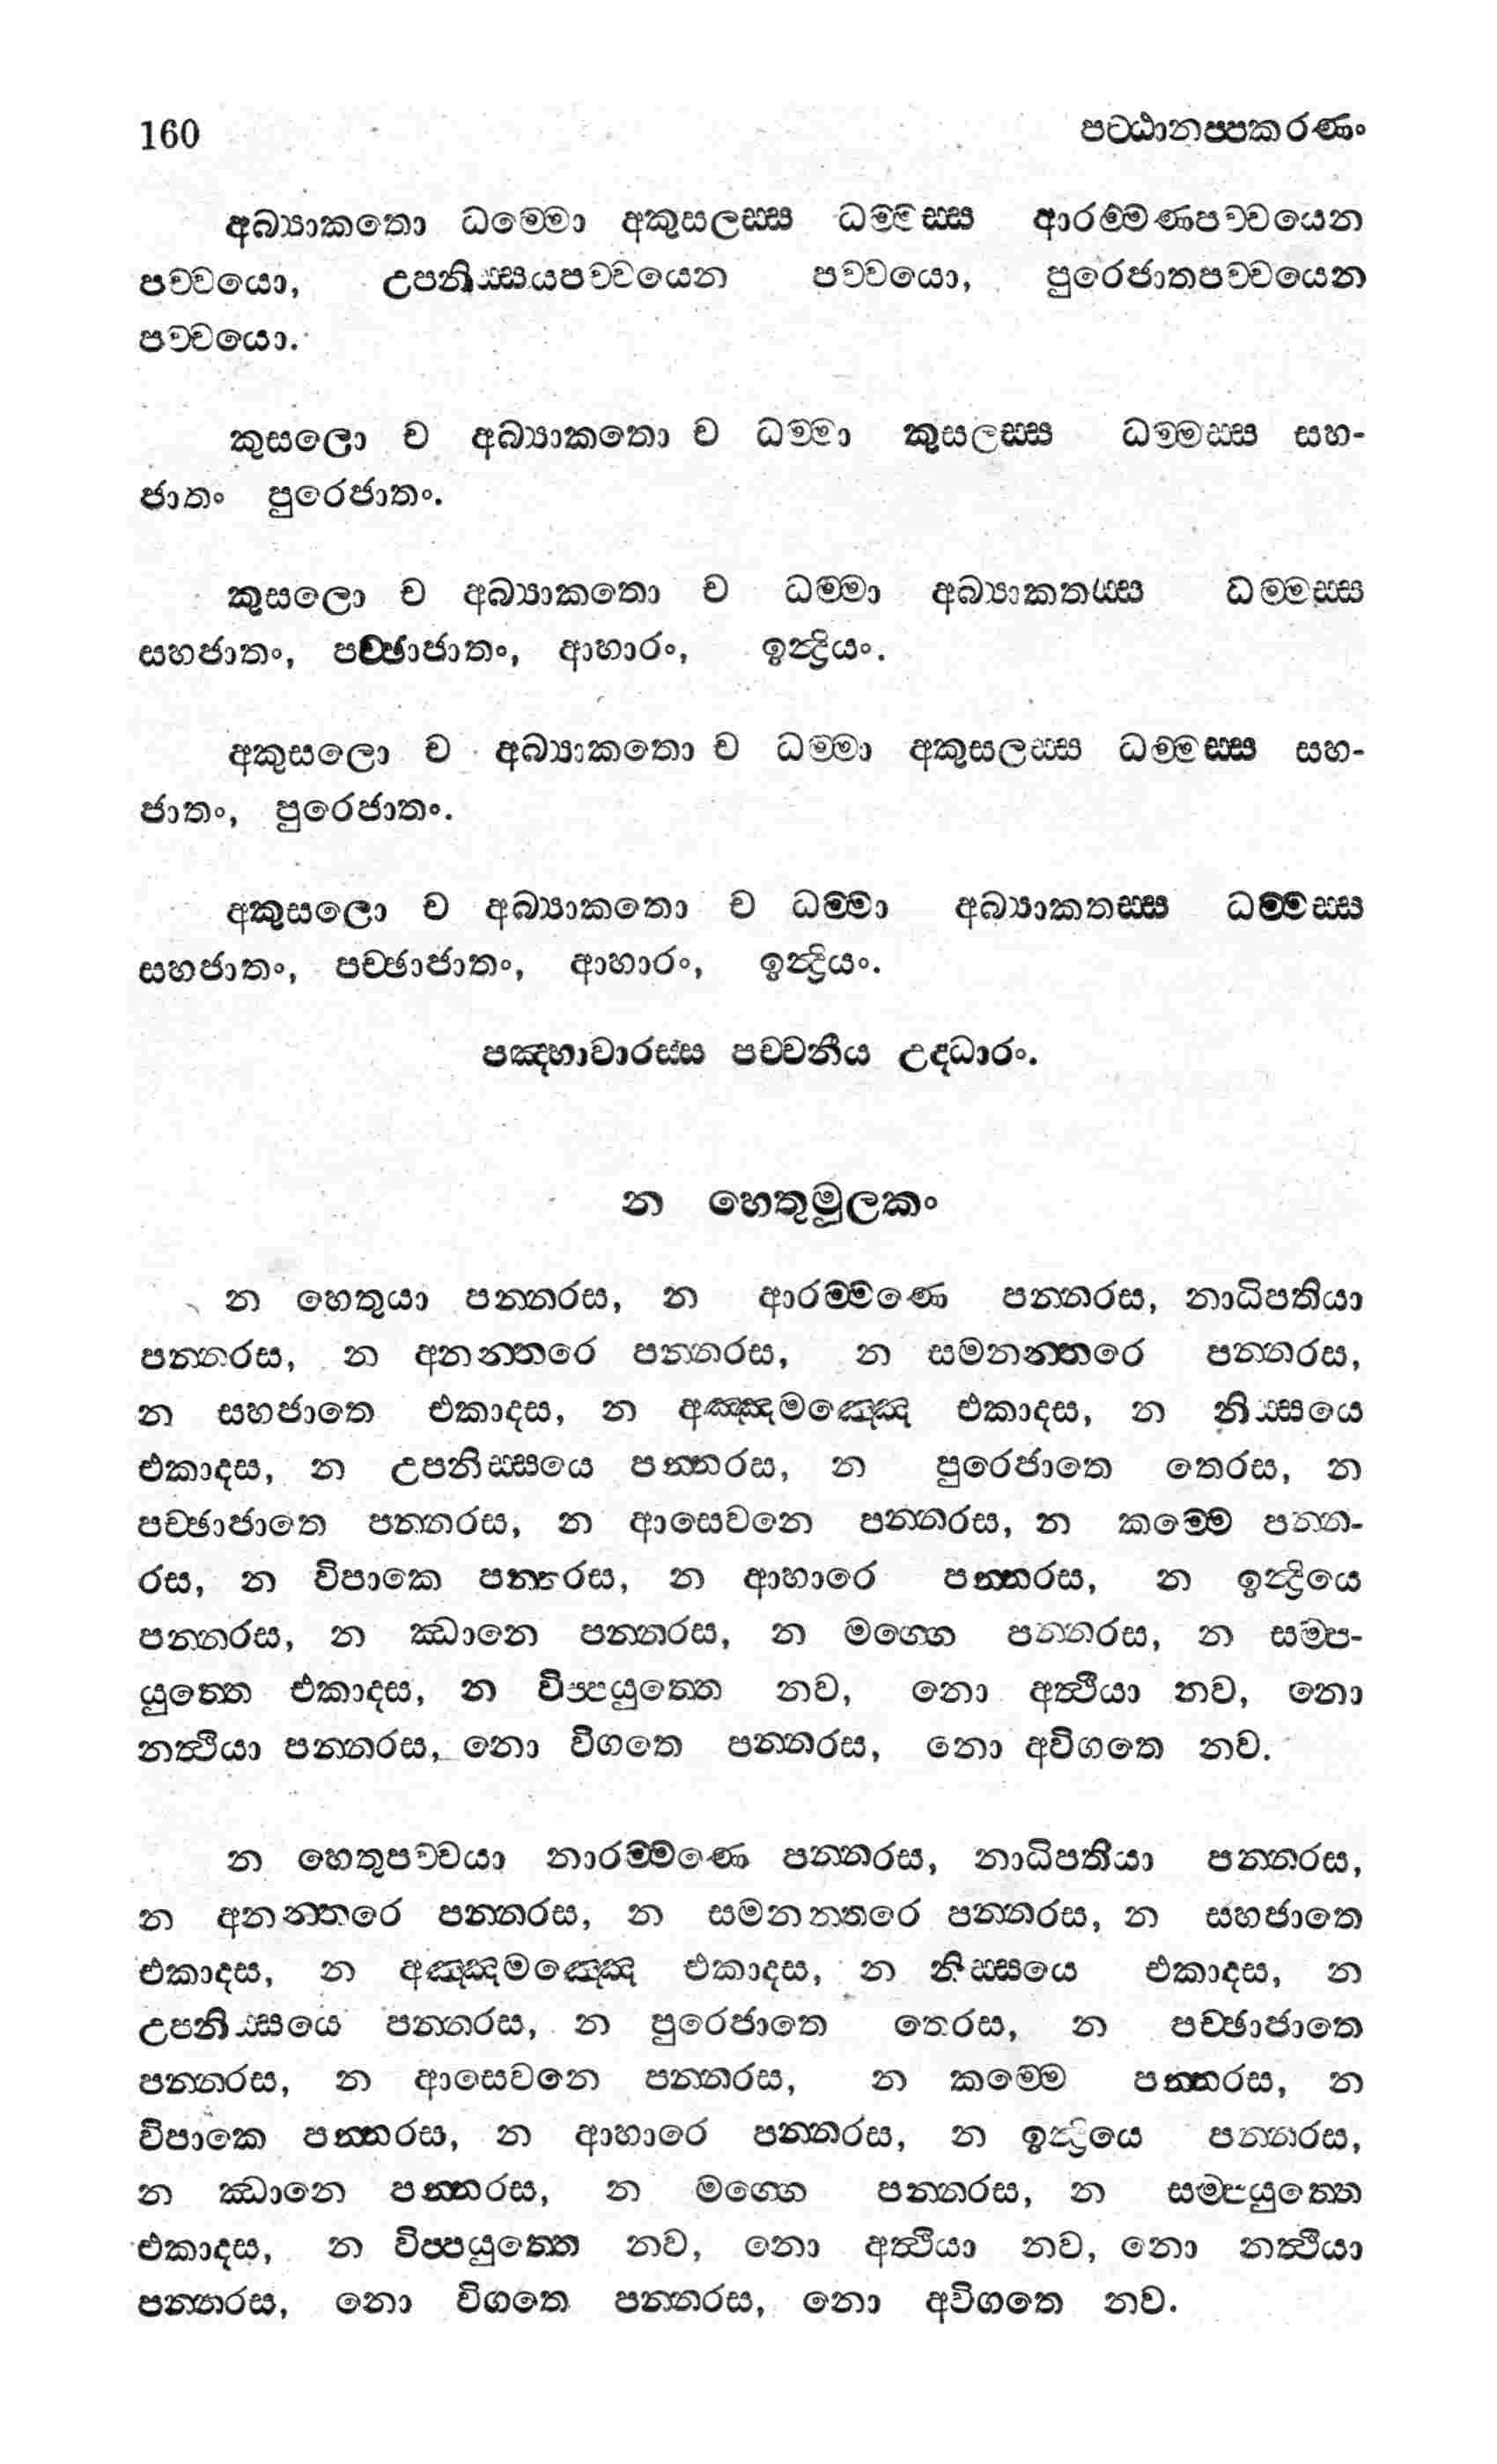 160 පට්ඨානප්පකරණං
අබ්‍යාකතො ධම්මො අකුසලස්ස ධම්මස්ස ආරම්මණපච්චයෙන
පච්චයො, උපනිස්සයපච්චයෙන පච්චයො, පුරෙජාතපච්චයෙන
පච්චයො.
කුසලො ච අබ්‍යාකතො ච ධම්මා කුසලස්ස ධම්මස්ස සහ-
ජාතං පුරෙජාතං.
කුසලො ච අබ්‍යාකතො ච ධම්මා අබ්‍යාකතස්ස ධම්මස්ස
සහජාතං, පච්ඡාජාතං, ආහාරං, ඉන්‍ද්‍රියං.
අකුසලො ච අබ්‍යාකතො ච ධම්මා අකුසලස්ස ධම්මස්ස සහ-
ජාතං, පුරෙජාතං.
අකුසලො ච අබ්‍යාකතො ච ධම්මා අබ්‍යාකතස්ස ධම්මස්ස
සහජාතං, පච්ඡාජාතං, ආහාරං, ඉන්‍ද්‍රියං.
පඤ්හාවාරස්ස පච්චනීය උද්ධාරං.
න හෙතුමූලකං
න හෙතුයා පන්නරස, න ආරම්මණෙ පන්නරස, නාධිපතියා
පන්නරස, න අනන්තරෙ පන්නරස, න සමනන්තරෙ පන්නරස,
න සහජාතෙ එකාදස, න අඤ්ඤමඤ්ඤෙ එකාදස, න නිස්සයෙ
එකාදස, න උපනිස්සයෙ පන්නරස, න පුරෙජාතෙ තෙරස, න
පච්ඡාජාතෙ පන්නරස, න ආසෙවනෙ පන්නරස, න කම්මෙ පන්න-
රස, න විපාකෙ පන්නරස, න ආහාරෙ පන්නරස, න ඉන්‍ද්‍රියෙ
පන්නරස, න ඣානෙ පන්නරස, න මග්ගෙ පන්නරස, න සම්ප-
යුත්තෙ එකාදස, න විප්පයුත්තෙ නව, නො අත්ථියා නව, නො
නත්ථියා පන්නරස, නො විගතෙ පන්නරස, නො අවිගතෙ නව.
න හෙතුපච්චයා නාරම්මණෙ පන්නරස, නාධිපතියා පන්නරස,
න අනන්තරෙ පන්නරස, න සමනන්තරෙ පන්නරස, න සහජාතෙ
එකාදස, න අඤ්ඤමඤ්ඤෙ එකාදස, න නිස්සයෙ එකාදස, න
උපනිස්සයෙ පන්නරස, න පුරෙජාතෙ තෙරස, න පච්ඡාජාතෙ
පන්නරස, න ආසෙවනෙ පන්නරස, න කම්මෙ පන්නරස, න
විපාකෙ පන්නරස, න ආහාරෙ පන්නරස, න ඉන්‍ද්‍රියෙ පන්නරස,
න ඣානෙ පන්නරස, න මග්ගෙ පන්නරස, න සම්පයුත්තෙ
එකාදස, න විප්පයුත්තෙ නව, නො අත්ථියා නව, නො නත්ථියා
පන්නරස, නො විගතෙ පන්නරස, නො අවිගතෙ නව.